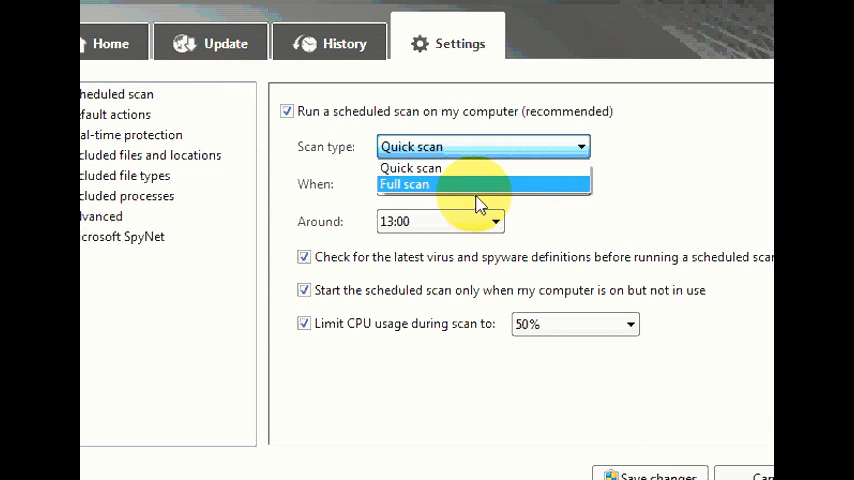 Home Update History Settings
heduled scan
fault actions
al-time protection
cluded files and locations
cluded file types
cluded processes
dvanced
crosoft SpyNet
Run a scheduled scan on my computer (recommended)
Scan type: Quick scan
Quick scan
Full scan
When:
Around: 13:00
Check for the latest virus and spyware definitions before running a scheduled scan
Start the scheduled scan only when my computer is on but not in use
Limit CPU usage during scan to: 50%
Save changes Can